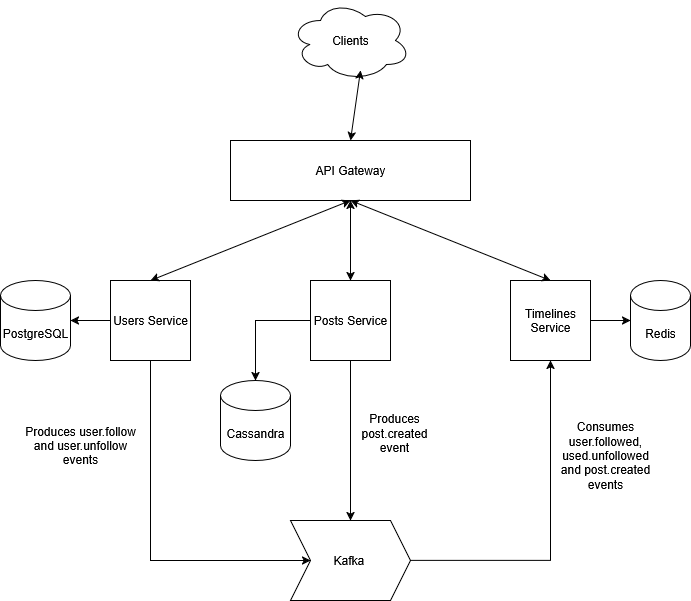 Clients
API Gateway
PostgreSQL
Users Service
Posts Service
Timelines
Service
Redis
Cassandra
Produces user.follow
and user.unfollow
events
Produces
post.created
event
Consumes
user.followed,
used.unfollowed
and post.created
events
Kafka